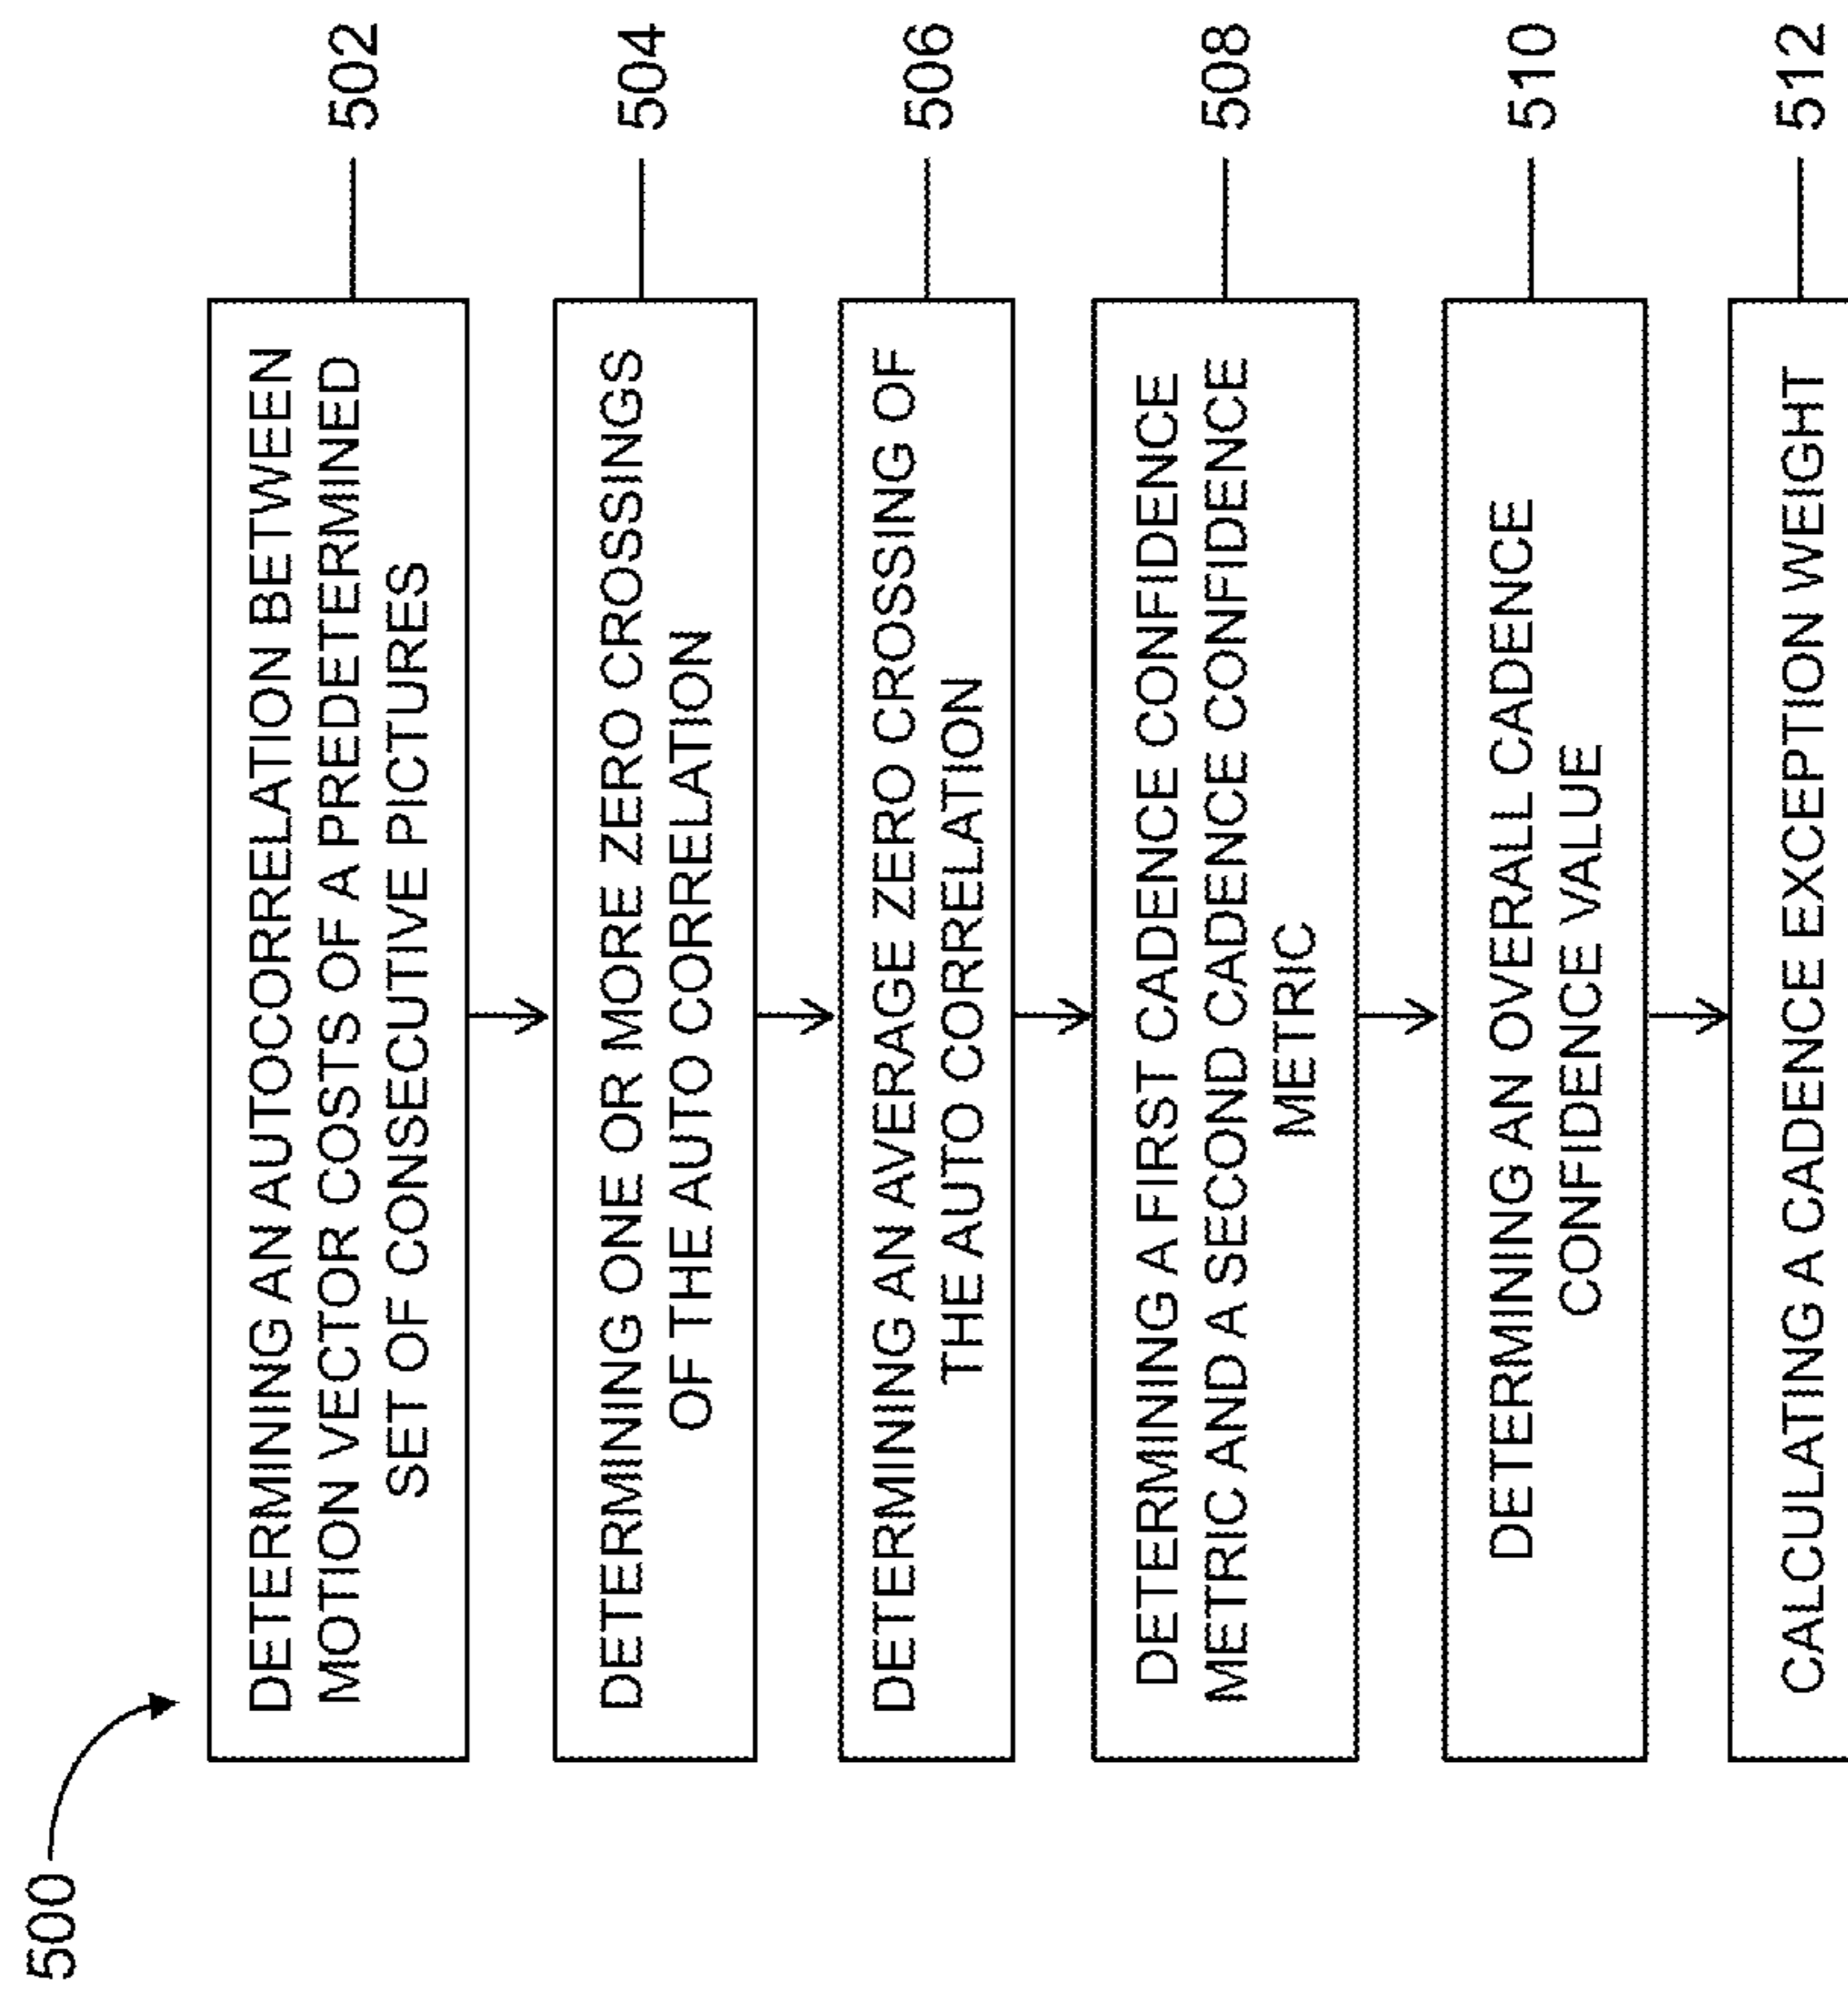 500
DETERMINING AN AUTOCORRELATION BETWEEN
MOTION VECTOR COSTS OF A PREDETERMINED
SET OF CONSECUTIVE PICTURES
502
DETERMINING ONE OR MORE ZERO CROSSINGS
OF THE AUTO CORRELATION
504
DETERMINING AN AVERAGE ZERO CROSSING OF
THE AUTO CORRELATION
506
DETERMINING A FIRST CADENCE CONFIDENCE
METRIC AND A SECOND CADENCE CONFIDENCE
METRIC
508
DETERMINING AN OVERALL CADENCE
CONFIDENCE VALUE
510
CALCULATING A CADENCE EXCEPTION WEIGHT
512